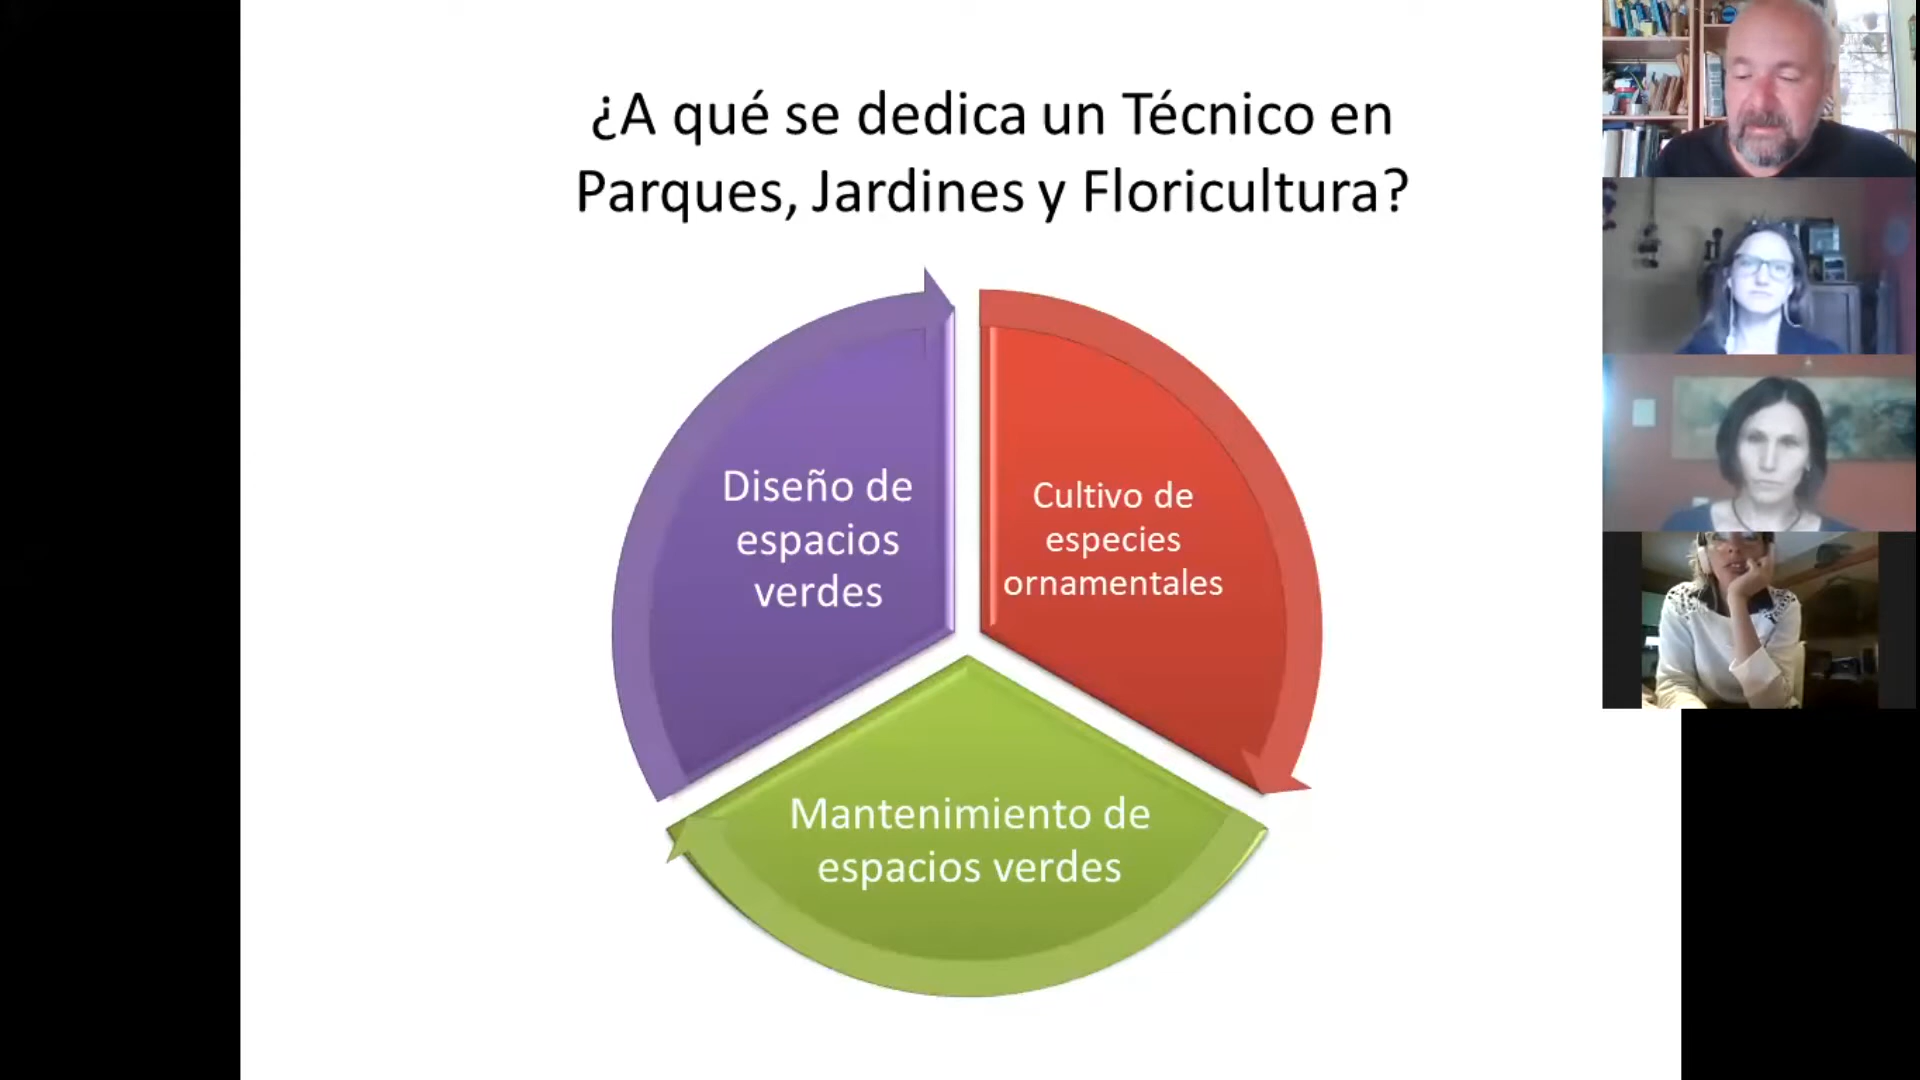 ¿A qué se dedica un Técnico en
Parques, Jardines y Floricultura?
Diseño de
espacios
verdes
Cultivo de
especies
ornamentales
Mantenimiento de
espacios verdes